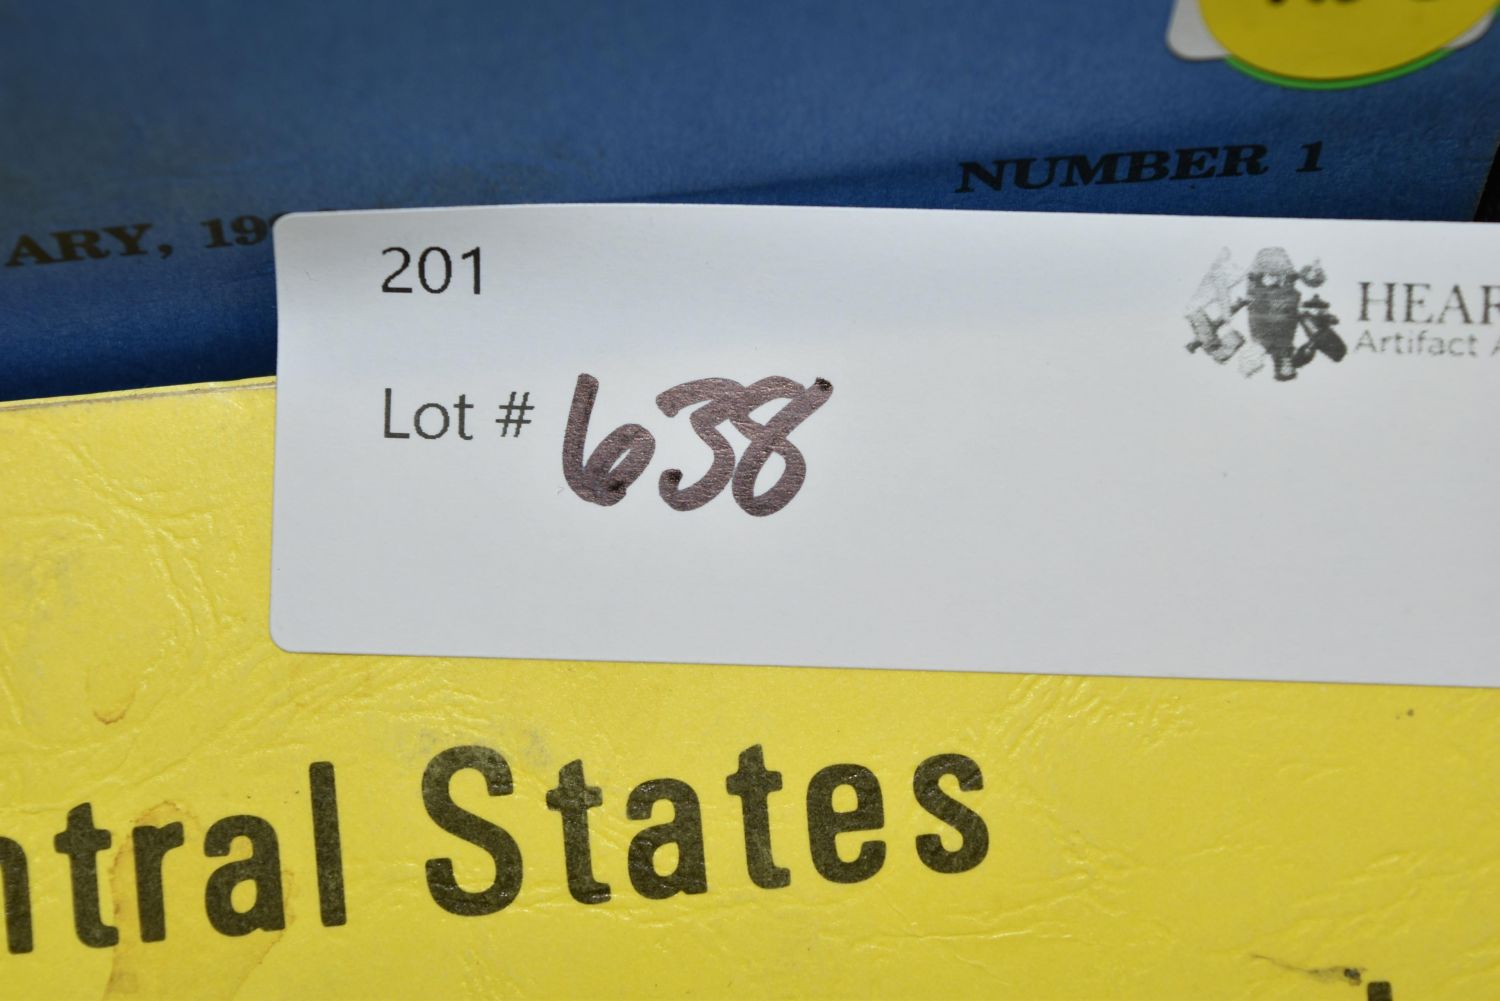 NUMBER 1
ARY, 19
201
HEAR
Artifact A
Lot # 638
ntral States